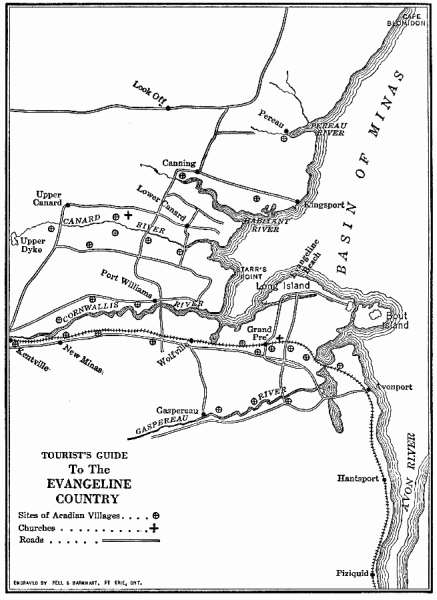 CAPE
BLOMIDON
BASIN OF MINAS
Look Off
Pereau
PEREAU
RIVER
Canning
Kingsport
Upper
Canard
Lower Canard
HABITANT
RIVER
CANARD
RIVER
Upper
Dyke
STARR'S
POINT
Evangeline
Beach
Long Island
Port Williams
CORNWALLIS
RIVER
Bout
Island
Grand
Pré
Kentville
New Minas
Wolfville
Avonport
Gaspereau
GASPEREAU
RIVER
Hantsport
AVON RIVER
Piziquid
TOURIST'S GUIDE
To The
EVANGELINE
COUNTRY
Sites of Acadian Villages....
Churches ..........
Roads ......
ENGRAVED BY PELL & BARNHART, FT ERIE, ONT.